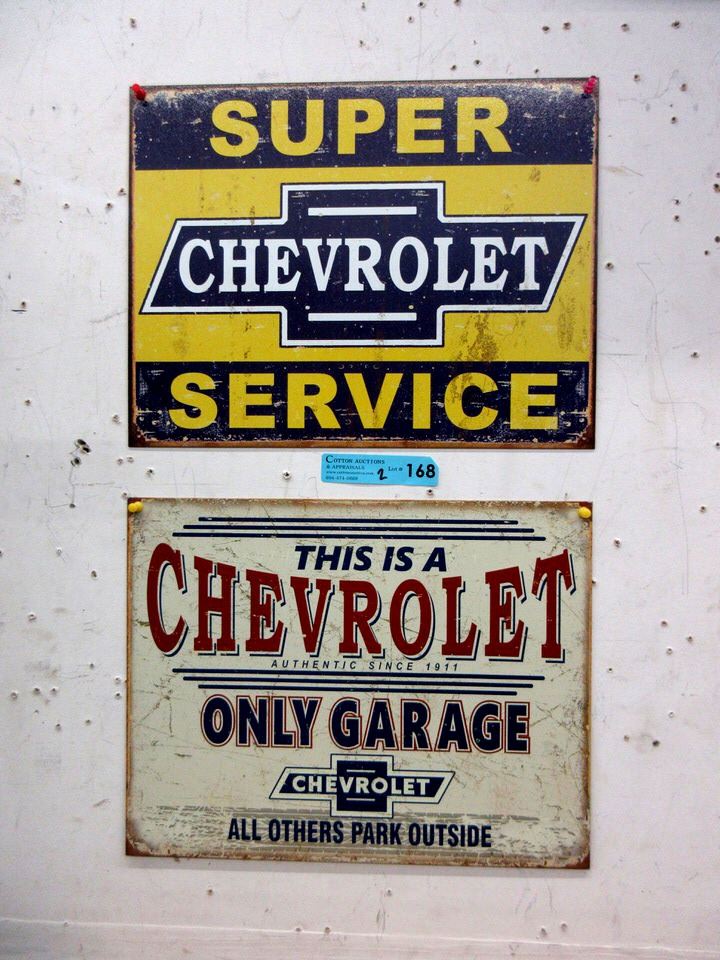 SUPER
CHEVROLET
SERVICE
COTTON AUCTIONS
& APPRAISALS
2 Lot # 168
THIS IS A
CHEVROLET
AUTHENTIC SINCE 1911
ONLY GARAGE
CHEVROLET
ALL OTHERS PARK OUTSIDE